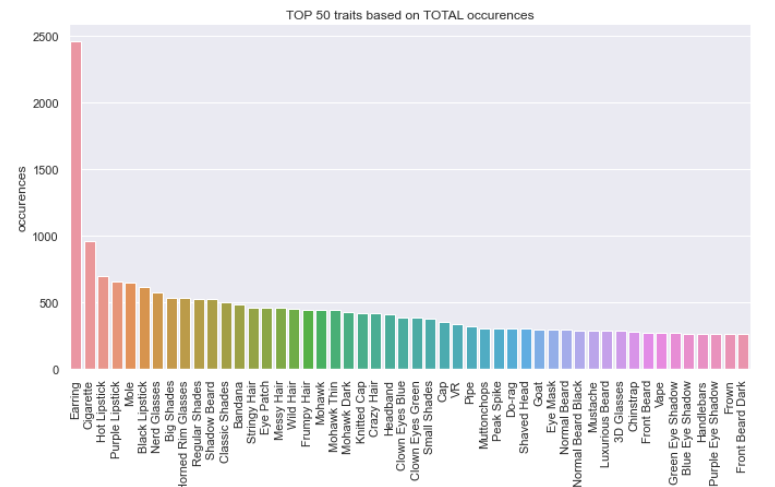 TOP 50 traits based on TOTAL occurences
occurences
2500
2000
1500
1000
500
0
Earring
Cigarette
Hot Lipstick
Purple Lipstick
Mole
Black Lipstick
Nerd Glasses
Big Shades
Horned Rim Glasses
Regular Shades
Shadow Beard
Classic Shades
Bandana
Stringy Hair
Eye Patch
Messy Hair
Wild Hair
Frumpy Hair
Mohawk
Mohawk Thin
Mohawk Dark
Knitted Cap
Crazy Hair
Headband
Clown Eyes Blue
Clown Eyes Green
Small Shades
Cap
VR
Pipe
Muttonchops
Peak Spike
Do-rag
Shaved Head
Goat
Eye Mask
Normal Beard
Normal Beard Black
Mustache
Luxurious Beard
3D Glasses
Chinstrap
Front Beard
Vape
Green Eye Shadow
Blue Eye Shadow
Handlebars
Purple Eye Shadow
Frown
Front Beard Dark